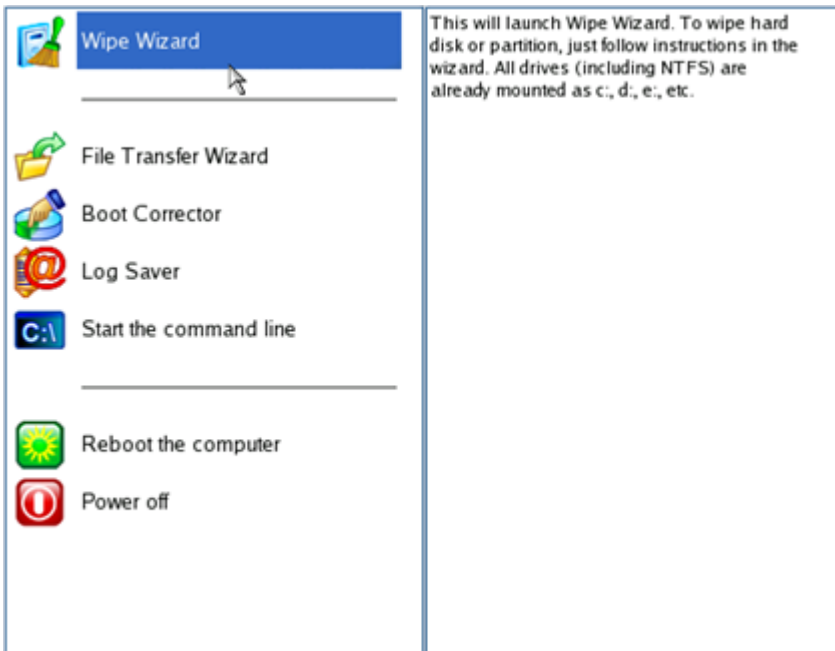 Wipe Wizard
File Transfer Wizard
Boot Corrector
@
Log Saver
C:\
Start the command line
Reboot the computer
Power off
This will launch Wipe Wizard. To wipe hard
disk or partition, just follow instructions in the
wizard. All drives (including NTFS) are
already mounted as c:, d:, e:, etc.